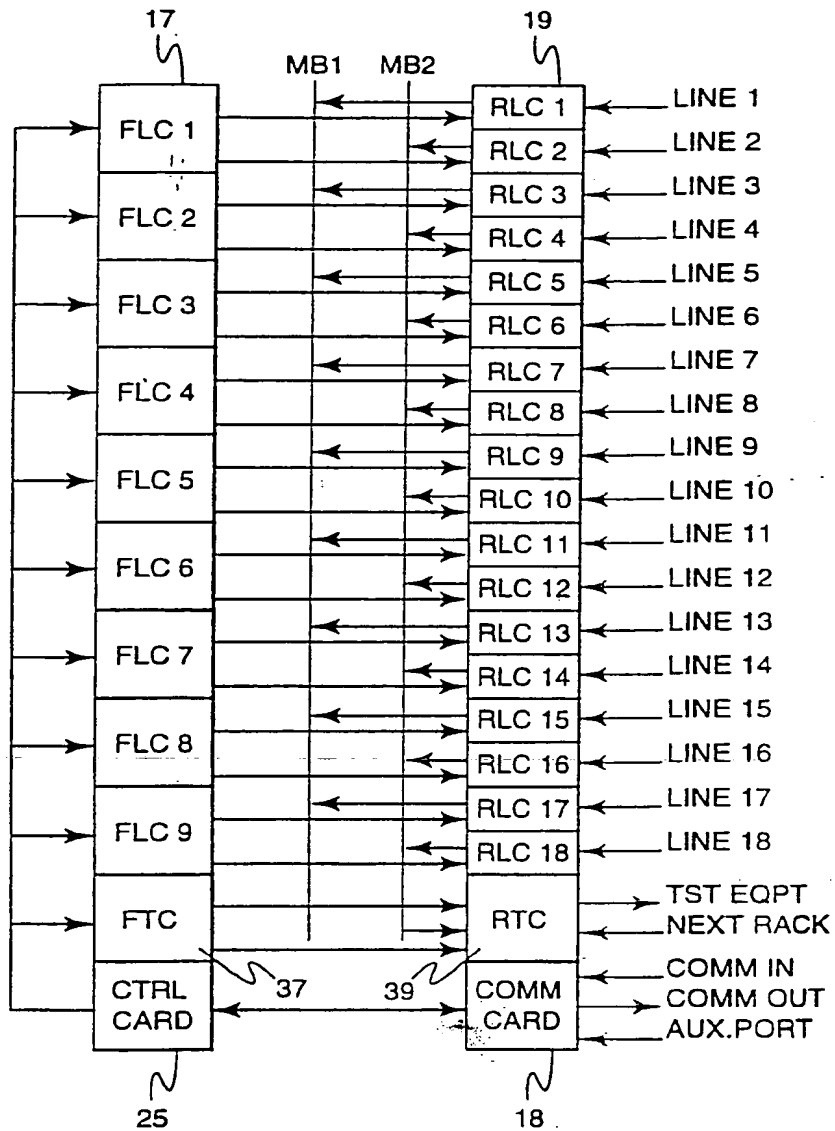 17
19
MB1 MB2
FLC 1
FLC 2
FLC 3
FLC 4
FLC 5
FLC 6
FLC 7
FLC 8
FLC 9
FTC
CTRL
CARD
RLC 1
RLC 2
RLC 3
RLC 4
RLC 5
RLC 6
RLC 7
RLC 8
RLC 9
RLC 10
RLC 11
RLC 12
RLC 13
RLC 14
RLC 15
RLC 16
RLC 17
RLC 18
RTC
COMM
CARD
LINE 1
LINE 2
LINE 3
LINE 4
LINE 5
LINE 6
LINE 7
LINE 8
LINE 9
LINE 10
LINE 11
LINE 12
LINE 13
LINE 14
LINE 15
LINE 16
LINE 17
LINE 18
TST EQPT
NEXT RACK
COMM IN
COMM OUT
AUX.PORT
37
39
25
18